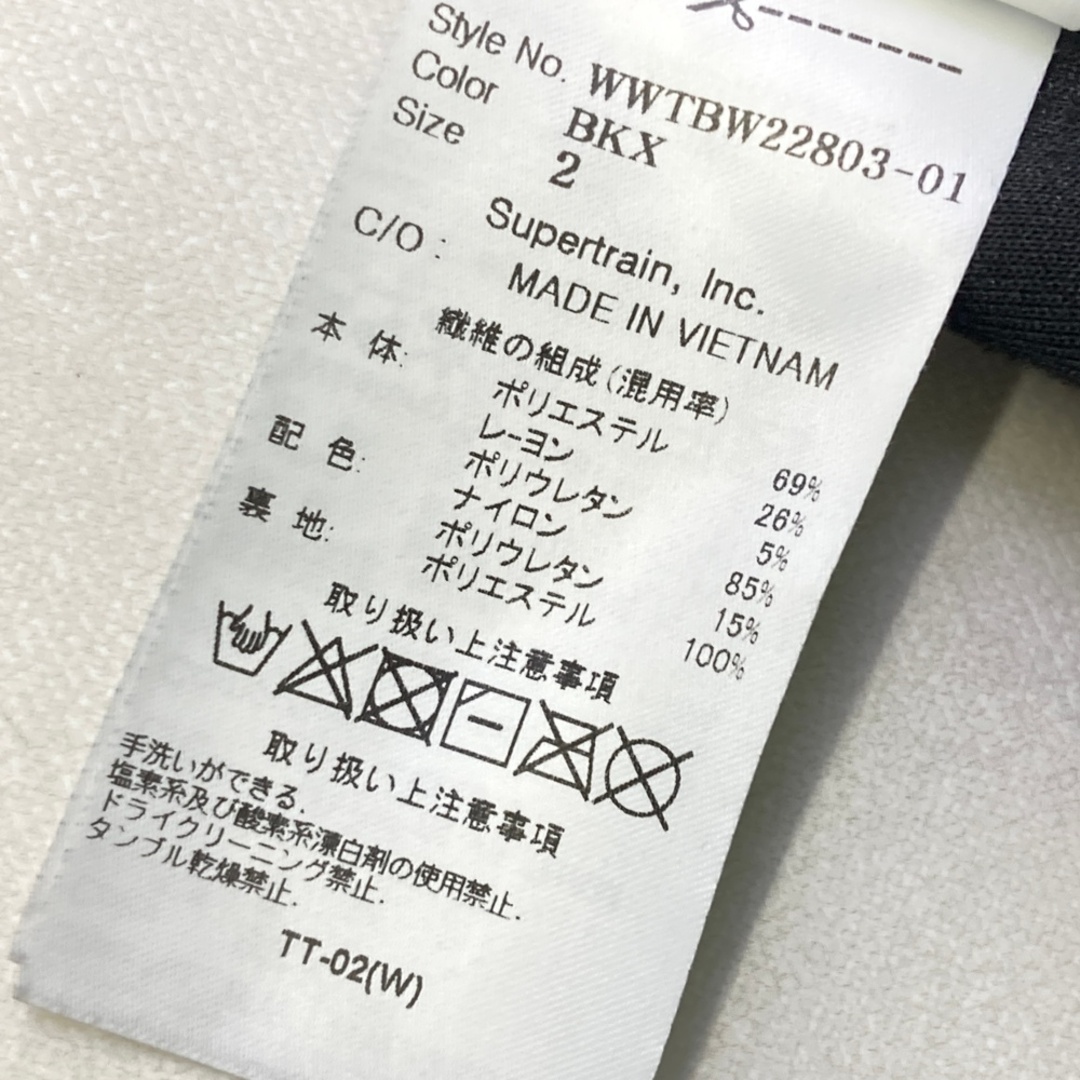 Style No. WWTBW22803-01
Color BKX
Size 2
Supertrain, Inc.
C/O : MADE IN VIETNAM
繊維の組成(混用率)
本 体: ポリエステル 69%
レーヨン 26%
ポリウレタン 5%
配 色: ナイロン 85%
ポリウレタン 15%
裏 地: ポリエステル 100%
取り扱い上注意事項
取り扱い上注意事項
手洗いができる.
塩素系及び酸素系漂白剤の使用禁止.
ドライクリーニング禁止.
タンブル乾燥禁止.
TT-02(W)